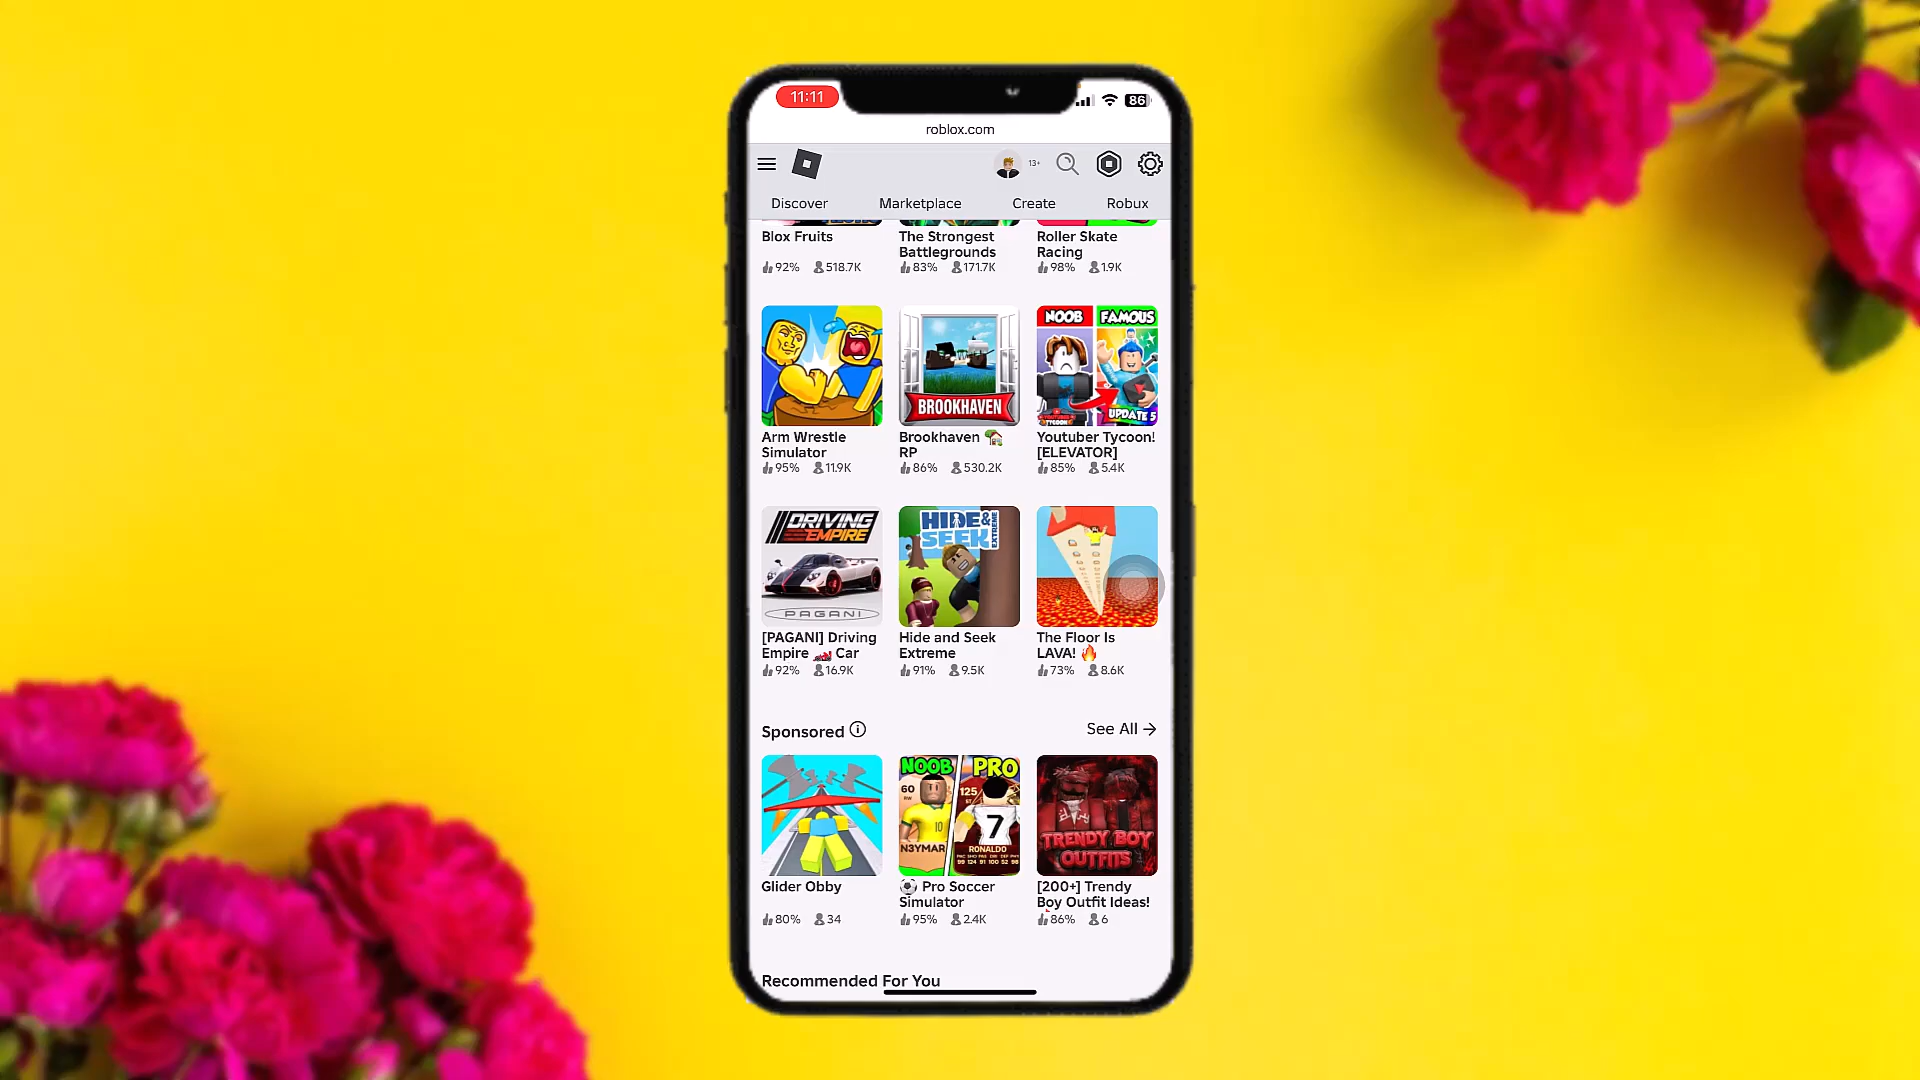 11:11
86
roblox.com
13+
Discover Marketplace Create Robux
Blox Fruits
92% 518.7K
The Strongest
Battlegrounds
83% 171.7K
Roller Skate
Racing
98% 1.9K
BROOKHAVEN
NOOB FAMOUS
UPDATE 5
Arm Wrestle
Simulator
95% 11.9K
Brookhaven
RP
86% 530.2K
Youtuber Tycoon!
[ELEVATOR]
85% 5.4K
DRIVING
EMPIRE
PAGANI
HIDE &
SEEK
EXTREME
[PAGANI] Driving
Empire Car
92% 16.9K
Hide and Seek
Extreme
91% 9.5K
The Floor Is
LAVA!
73% 8.6K
Sponsored
See All
NOOB PRO
60
125
10
7
N3YMAR
RONALDO
TRENDY BOY
OUTFITS
Glider Obby
80% 34
Pro Soccer
Simulator
95% 2.4K
[200+] Trendy
Boy Outfit Ideas!
86% 6
Recommended For You